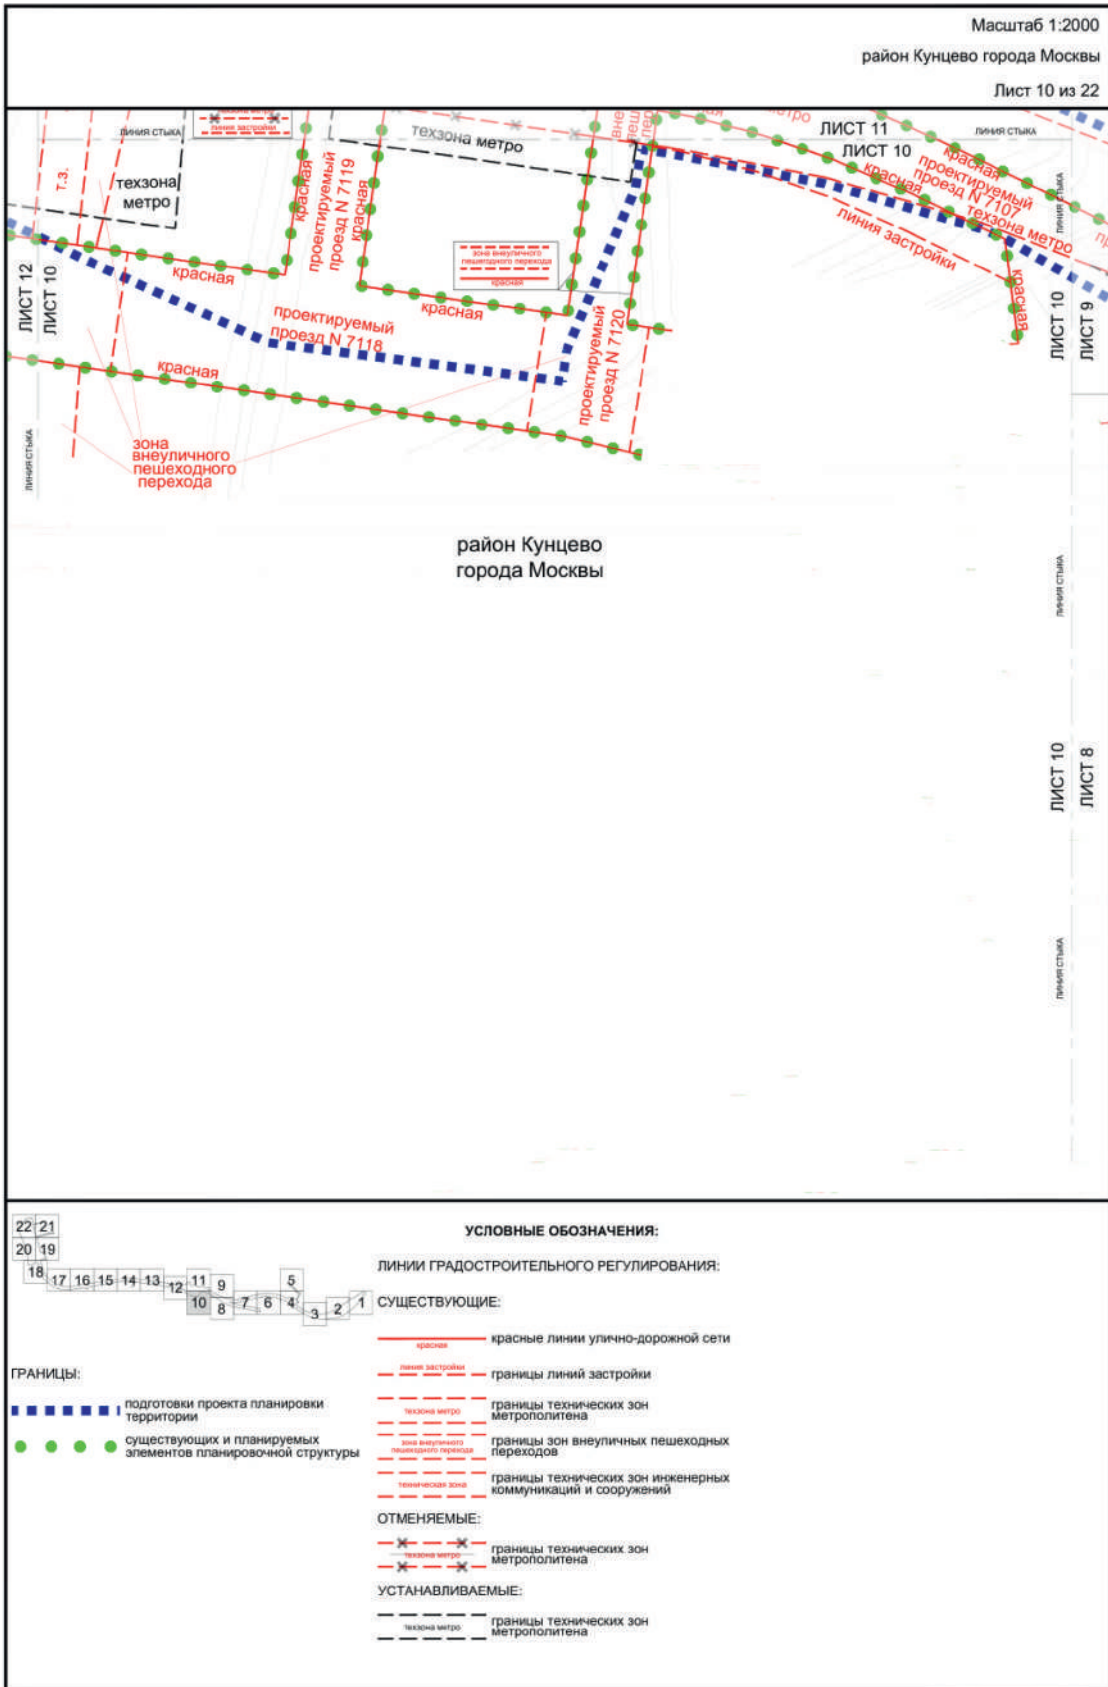 Масштаб 1:2000
район Кунцево города Москвы
Лист 10 из 22
ЛИНИЯ СТЫКА
линия застройки
техзона метро
ЛИСТ 11
ЛИСТ 10
ЛИНИЯ СТЫКА
т.з.
техзона
метро
красная
проектируемый
проезд N 7119
красная
красная
проектируемый
проезд N 7107
красная
техзона метро
линия застройки
ЛИНИЯ СТЫКА
зона внеуличного
пешеходного перехода
красная
ЛИСТ 12
ЛИСТ 10
красная
красная
проектируемый
проезд N 7118
проектируемый
проезд N 7120
красная
ЛИСТ 10
ЛИСТ 9
красная
зона
внеуличного
пешеходного
перехода
ЛИНИЯ СТЫКА
район Кунцево
города Москвы
ЛИНИЯ СТЫКА
ЛИСТ 10
ЛИСТ 8
ЛИНИЯ СТЫКА
22 21
20 19
18 17 16 15 14 13 12 11 9 5
10 8 7 6 4 3 2 1
УСЛОВНЫЕ ОБОЗНАЧЕНИЯ:
ЛИНИИ ГРАДОСТРОИТЕЛЬНОГО РЕГУЛИРОВАНИЯ:
СУЩЕСТВУЮЩИЕ:
красная
красные линии улично-дорожной сети
линия застройки
границы линий застройки
техзона метро
границы технических зон
метрополитена
зона внеуличного
пешеходного перехода
границы зон внеуличных пешеходных
переходов
техническая зона
границы технических зон инженерных
коммуникаций и сооружений
ОТМЕНЯЕМЫЕ:
техзона метро
границы технических зон
метрополитена
УСТАНАВЛИВАЕМЫЕ:
техзона метро
границы технических зон
метрополитена
ГРАНИЦЫ:
подготовки проекта планировки
территории
существующих и планируемых
элементов планировочной структуры